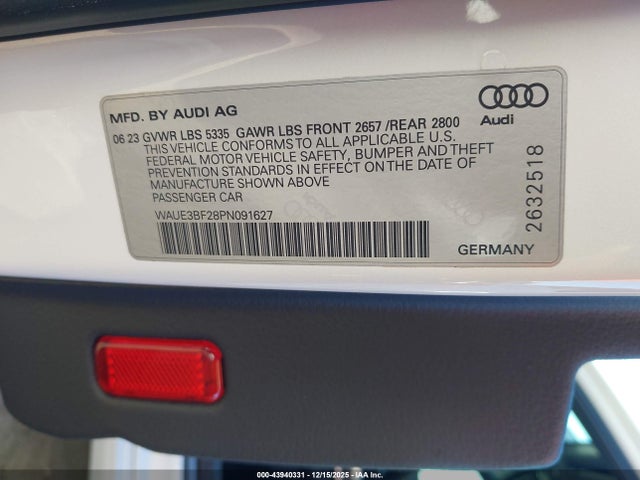 MFD. BY AUDI AG
06 23 GVWR LBS 5335 GAWR LBS FRONT 2657 /REAR 2800
THIS VEHICLE CONFORMS TO ALL APPLICABLE U.S.
FEDERAL MOTOR VEHICLE SAFETY, BUMPER AND THEFT
PREVENTION STANDARDS IN EFFECT ON THE DATE OF
MANUFACTURE SHOWN ABOVE
PASSENGER CAR
WAUE3BF28PN091627
Audi
2632518
GERMANY
000-43940331 - 12/15/2025 - IAA Inc.